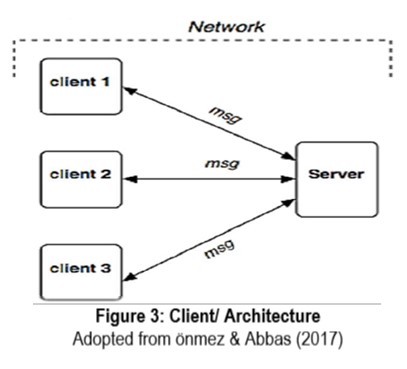 Network
client 1
msg
client 2
msg
Server
client 3
msg
Figure 3: Client/ Architecture
Adopted from önmez & Abbas (2017)